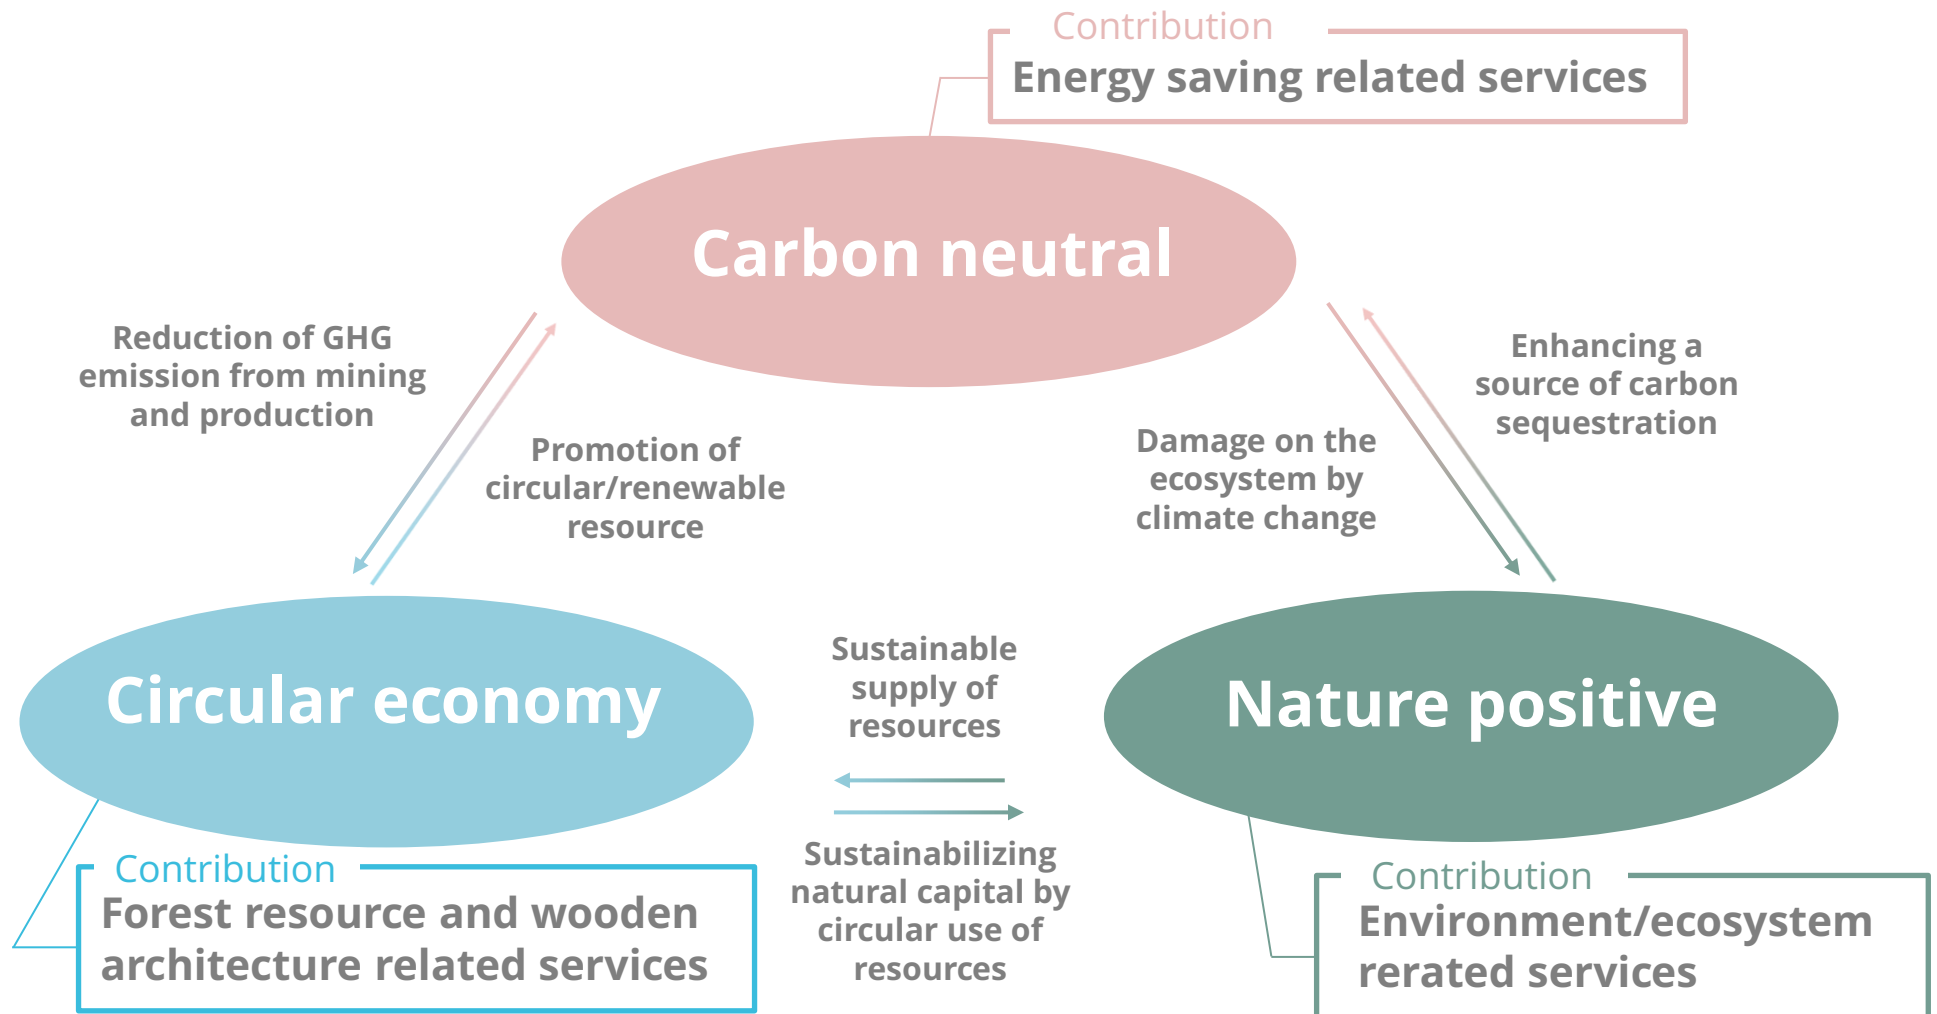 Contribution
Energy saving related services
Carbon neutral
Reduction of GHG
emission from mining
and production
Promotion of
circular/renewable
resource
Damage on the
ecosystem by
climate change
Enhancing a
source of carbon
sequestration
Circular economy
Sustainable
supply of
resources
Nature positive
Contribution
Forest resource and wooden
architecture related services
Sustainabilizing
natural capital by
circular use of
resources
Contribution
Environment/ecosystem
rerated services